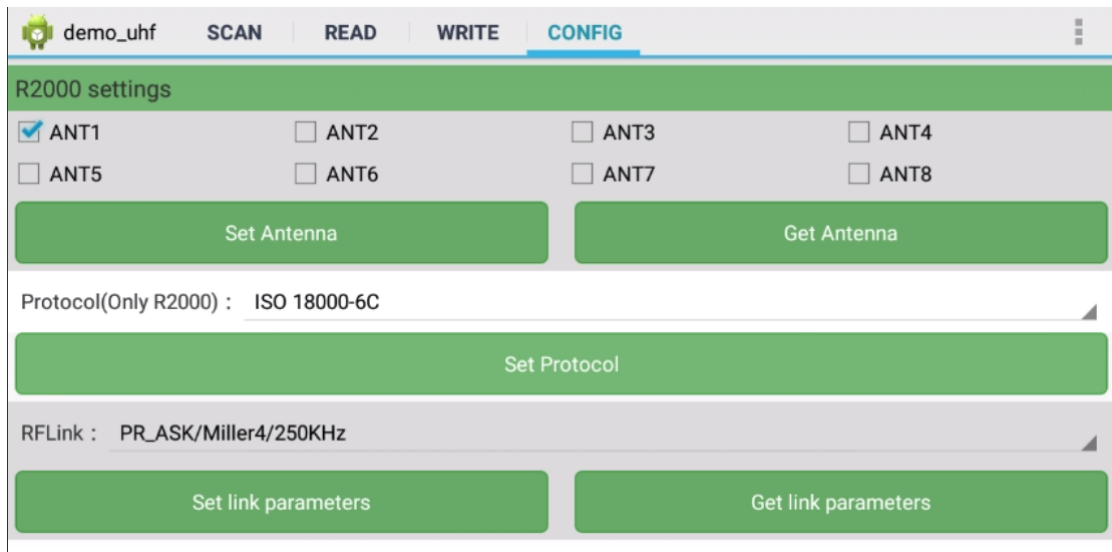 demo_uhf SCAN READ WRITE CONFIG
R2000 settings
ANT1 ANT2 ANT3 ANT4
ANT5 ANT6 ANT7 ANT8
Set Antenna Get Antenna
Protocol(Only R2000) : ISO 18000-6C
Set Protocol
RFLink : PR_ASK/Miller4/250KHz
Set link parameters Get link parameters